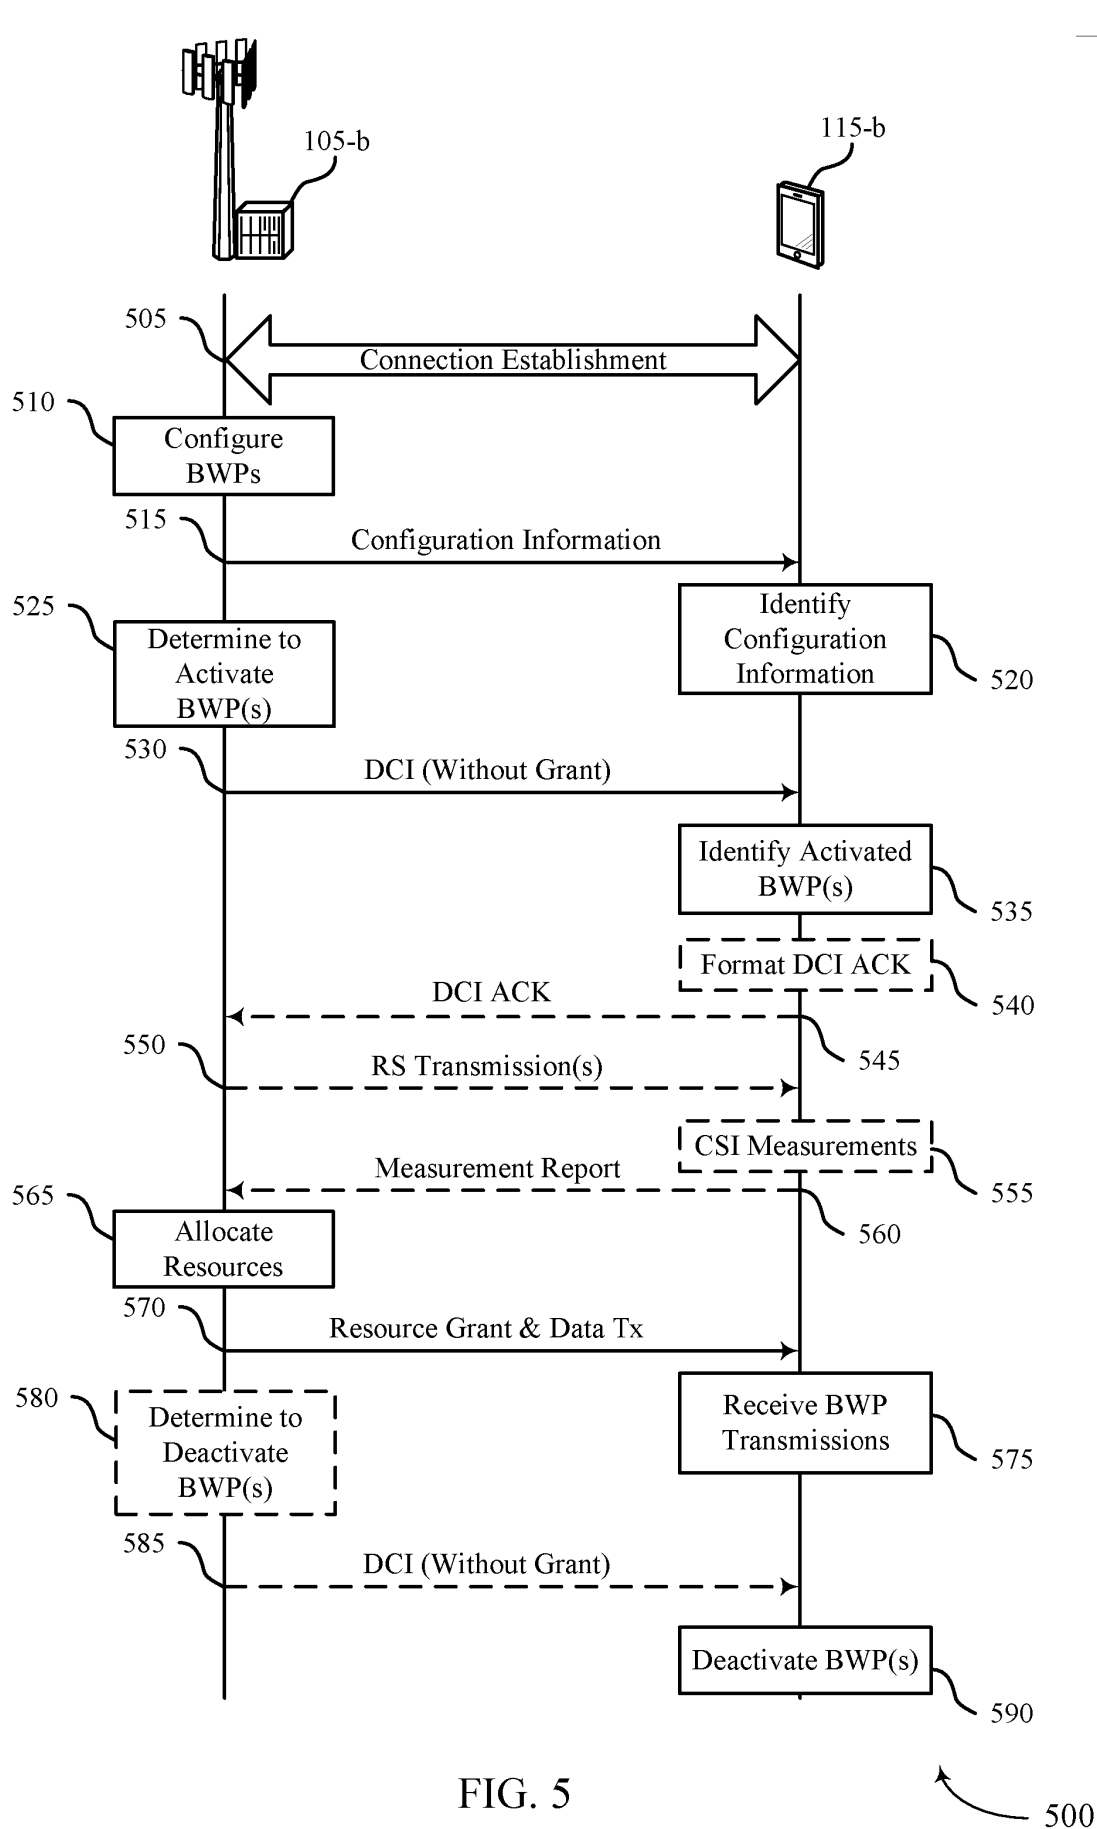 105-b
115-b
505
Connection Establishment
510
Configure
BWPs
515
Configuration Information
525
Determine to
Activate
BWP(s)
Identify
Configuration
Information
520
530
DCI (Without Grant)
Identify Activated
BWP(s)
535
Format DCI ACK
540
DCI ACK
545
550
RS Transmission(s)
CSI Measurements
555
Measurement Report
560
565
Allocate
Resources
570
Resource Grant & Data Tx
580
Determine to
Deactivate
BWP(s)
Receive BWP
Transmissions
575
585
DCI (Without Grant)
Deactivate BWP(s)
590
FIG. 5
500